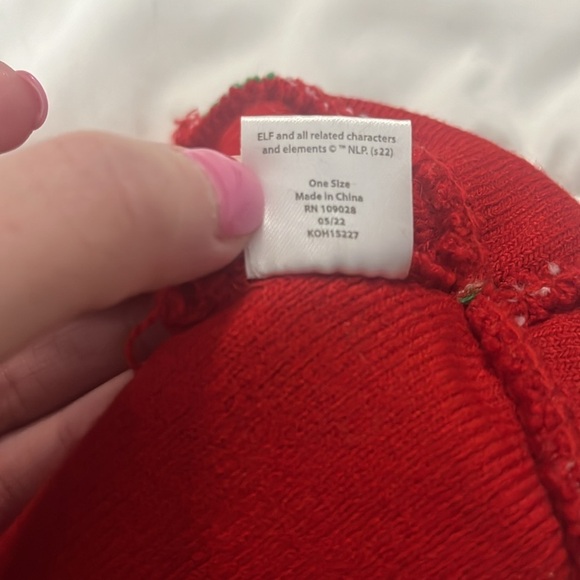 ELF and all related characters
and elements © ™ NLP. (s22)
One Size
Made in China
RN 109028
05/22
KOH15227